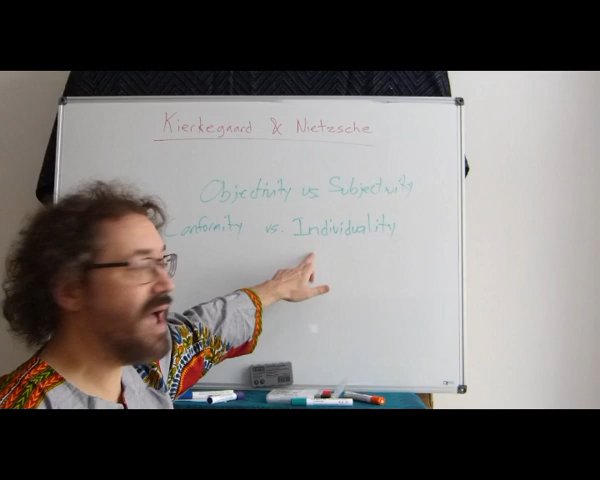 Kierkegaard & Nietzsche
Objectivity vs Subjectivity
Conformity vs. Individuality